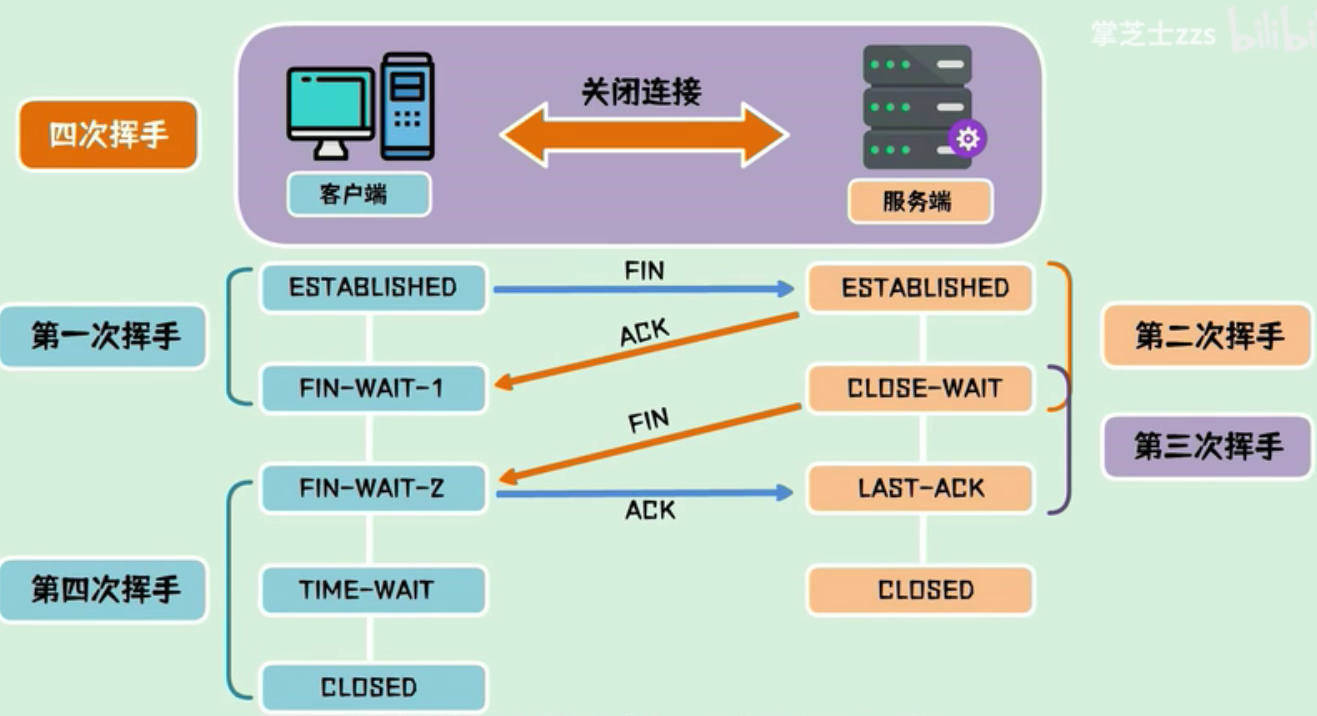 掌芝士zzs bilibi
四次挥手
关闭连接
客户端
服务端
ESTABLISHED
FIN
ESTABLISHED
第一次挥手
ACK
第二次挥手
FIN-WAIT-1
CLOSE-WAIT
FIN
第三次挥手
FIN-WAIT-2
LAST-ACK
ACK
第四次挥手
TIME-WAIT
CLOSED
CLOSED